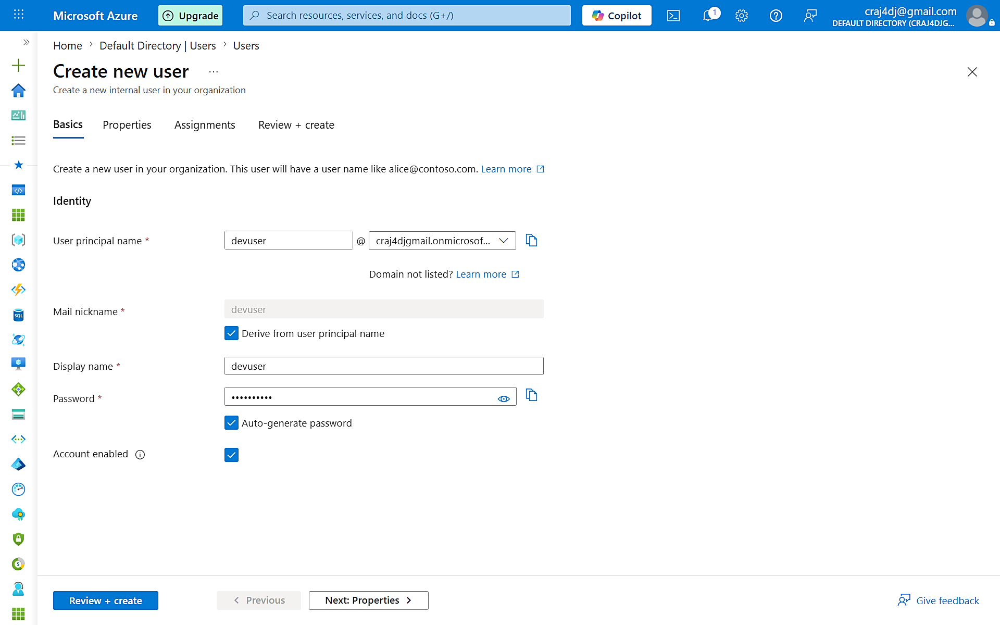 Microsoft Azure
Upgrade
Search resources, services, and docs (G+/)
Copilot
1
craj4dj@gmail.com
DEFAULT DIRECTORY (CRAJ4DJG...
Home > Default Directory | Users > Users
Create new user ...
Create a new internal user in your organization
Basics Properties Assignments Review + create
Create a new user in your organization. This user will have a user name like alice@contoso.com. Learn more
Identity
User principal name * devuser @ craj4djgmail.onmicrosof...
Domain not listed? Learn more
Mail nickname * devuser
Derive from user principal name
Display name * devuser
Password * ••••••••••
Auto-generate password
Account enabled
SQL
Review + create < Previous Next: Properties > Give feedback